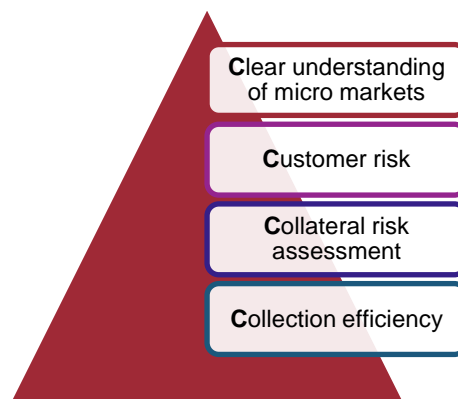 Clear understanding
of micro markets
Customer risk
Collateral risk
assessment
Collection efficiency